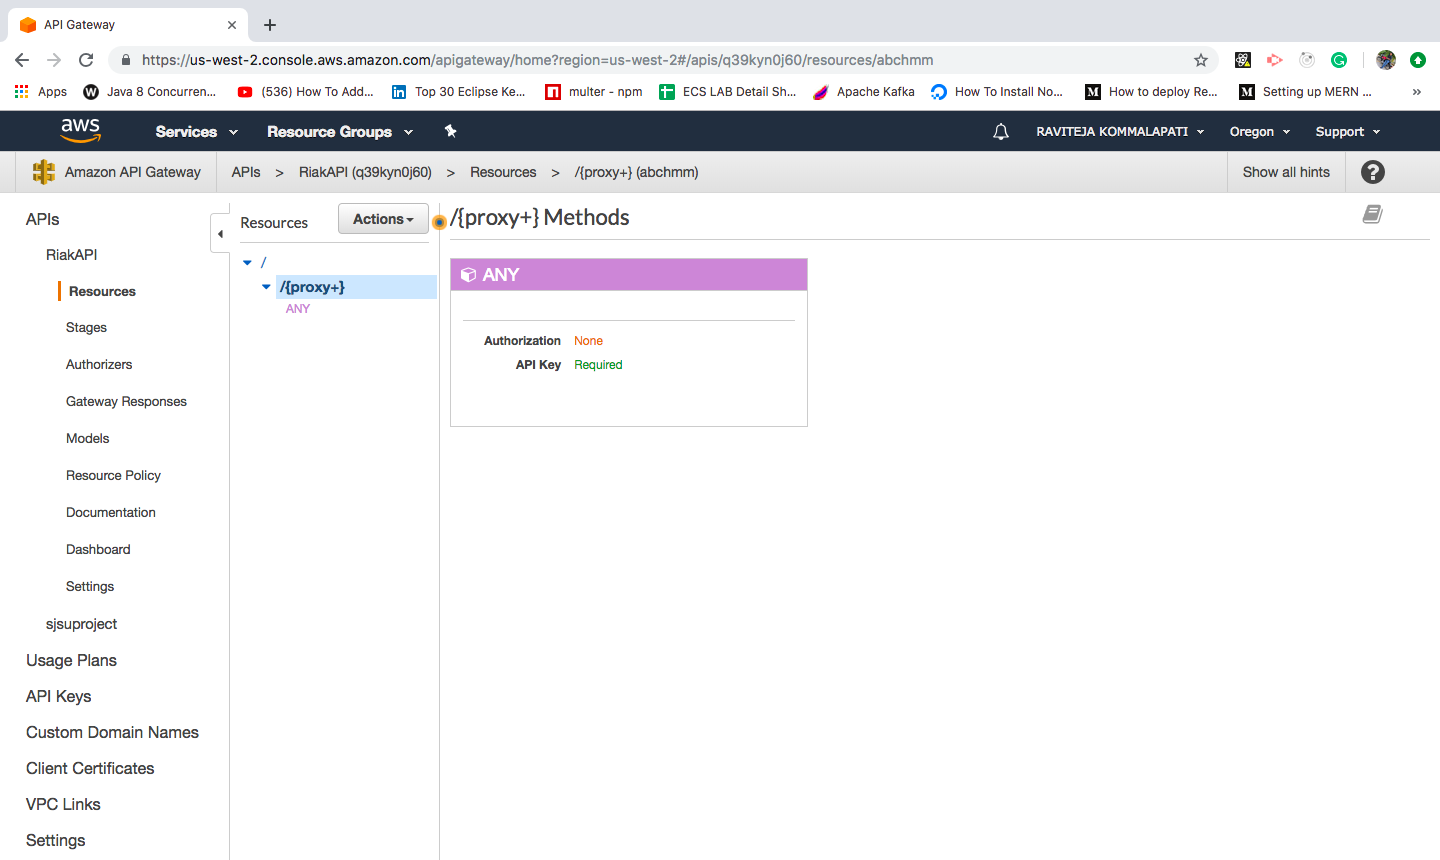 API Gateway
https://us-west-2.console.aws.amazon.com/apigateway/home?region=us-west-2#/apis/q39kyn0j60/resources/abchmm
Apps W Java 8 Concurren... (536) How To Add... in Top 30 Eclipse Ke... multer - npm ECS LAB Detail Sh... Apache Kafka How To Install No... M How to deploy Re... M Setting up MERN ... »
aws Services Resource Groups RAVITEJA KOMMALAPATI Oregon Support
Amazon API Gateway APIs > RiakAPI (q39kyn0j60) > Resources > /{proxy+} (abchmm) Show all hints ?
APIs
RiakAPI
Resources
Stages
Authorizers
Gateway Responses
Models
Resource Policy
Documentation
Dashboard
Settings
sjsuproject
Usage Plans
API Keys
Custom Domain Names
Client Certificates
VPC Links
Settings
Resources Actions
/
/{proxy+}
ANY
/{proxy+} Methods
ANY
Authorization None
API Key Required